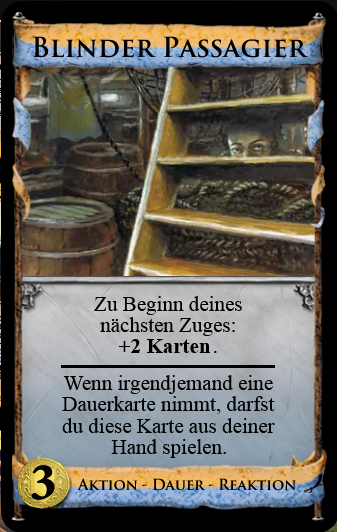 Blinder Passagier
Zu Beginn deines
nächsten Zuges:
+2 Karten.
Wenn irgendjemand eine
Dauerkarte nimmt, darfst
du diese Karte aus deiner
Hand spielen.
3 Aktion - Dauer - Reaktion